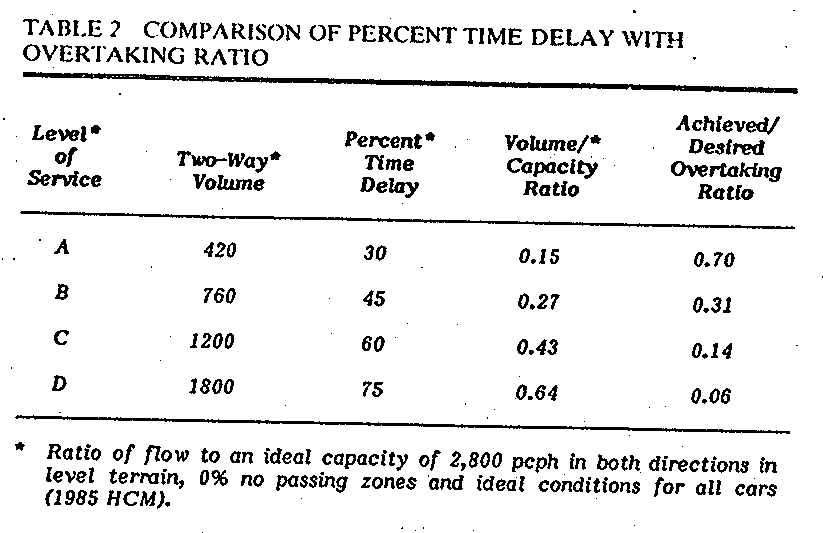 TABLE 2 COMPARISON OF PERCENT TIME DELAY WITH
OVERTAKING RATIO
Level*
of
Service
Two-Way*
Volume
Percent*
Time
Delay
Volume/*
Capacity
Ratio
Achieved/
Desired
Overtaking
Ratio
A 420 30 0.15 0.70
B 760 45 0.27 0.31
C 1200 60 0.43 0.14
D 1800 75 0.64 0.06
* Ratio of flow to an ideal capacity of 2,800 pcph in both directions in
level terrain, 0% no passing zones and ideal conditions for all cars
(1985 HCM).